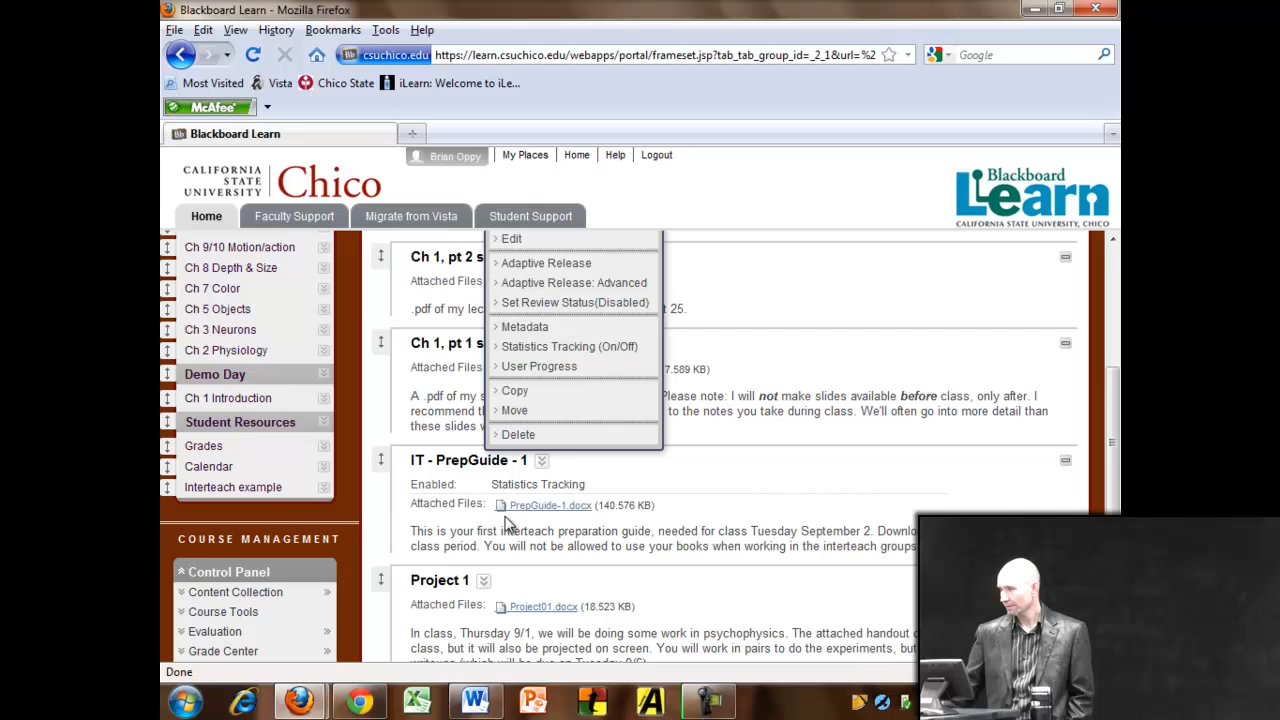 Blackboard Learn - Mozilla Firefox
File Edit View History Bookmarks Tools Help
csuchico.edu https://learn.csuchico.edu/webapps/portal/frameset.jsp?tab_tab_group_id=_2_1&url=%2 Google
Most Visited Vista Chico State iLearn: Welcome to iLe...
McAfee
Blackboard Learn
Brian Oppy My Places Home Help Logout
CALIFORNIA
STATE
UNIVERSITY
Chico
Blackboard
Learn
CALIFORNIA STATE UNIVERSITY, CHICO
Home Faculty Support Migrate from Vista Student Support
Ch 9/10 Motion/action
Ch 8 Depth & Size
Ch 7 Color
Ch 5 Objects
Ch 3 Neurons
Ch 2 Physiology
Demo Day
Ch 1 Introduction
Student Resources
Grades
Calendar
Interteach example
COURSE MANAGEMENT
Control Panel
Content Collection »
Course Tools
Evaluation »
Grade Center »
Ch 1, pt 2 s
Attached Files:
.pdf of my lec t 25.
Ch 1, pt 1 s
Attached Files: 7.589 KB)
A .pdf of my s Please note: I will not make slides available before class, only after. I
recommend th to the notes you take during class. We'll often go into more detail than
these slides w
Edit
Adaptive Release
Adaptive Release: Advanced
Set Review Status(Disabled)
Metadata
Statistics Tracking (On/Off)
User Progress
Copy
Move
Delete
IT - PrepGuide - 1
Enabled: Statistics Tracking
Attached Files: PrepGuide-1.docx (140.576 KB)
This is your first interteach preparation guide, needed for class Tuesday September 2. Downlo
class period. You will not be allowed to use your books when working in the interteach groups
Project 1
Attached Files: Project01.docx (18.523 KB)
In class, Thursday 9/1, we will be doing some work in psychophysics. The attached handout
class, but it will also be projected on screen. You will work in pairs to do the experiments, but
Done